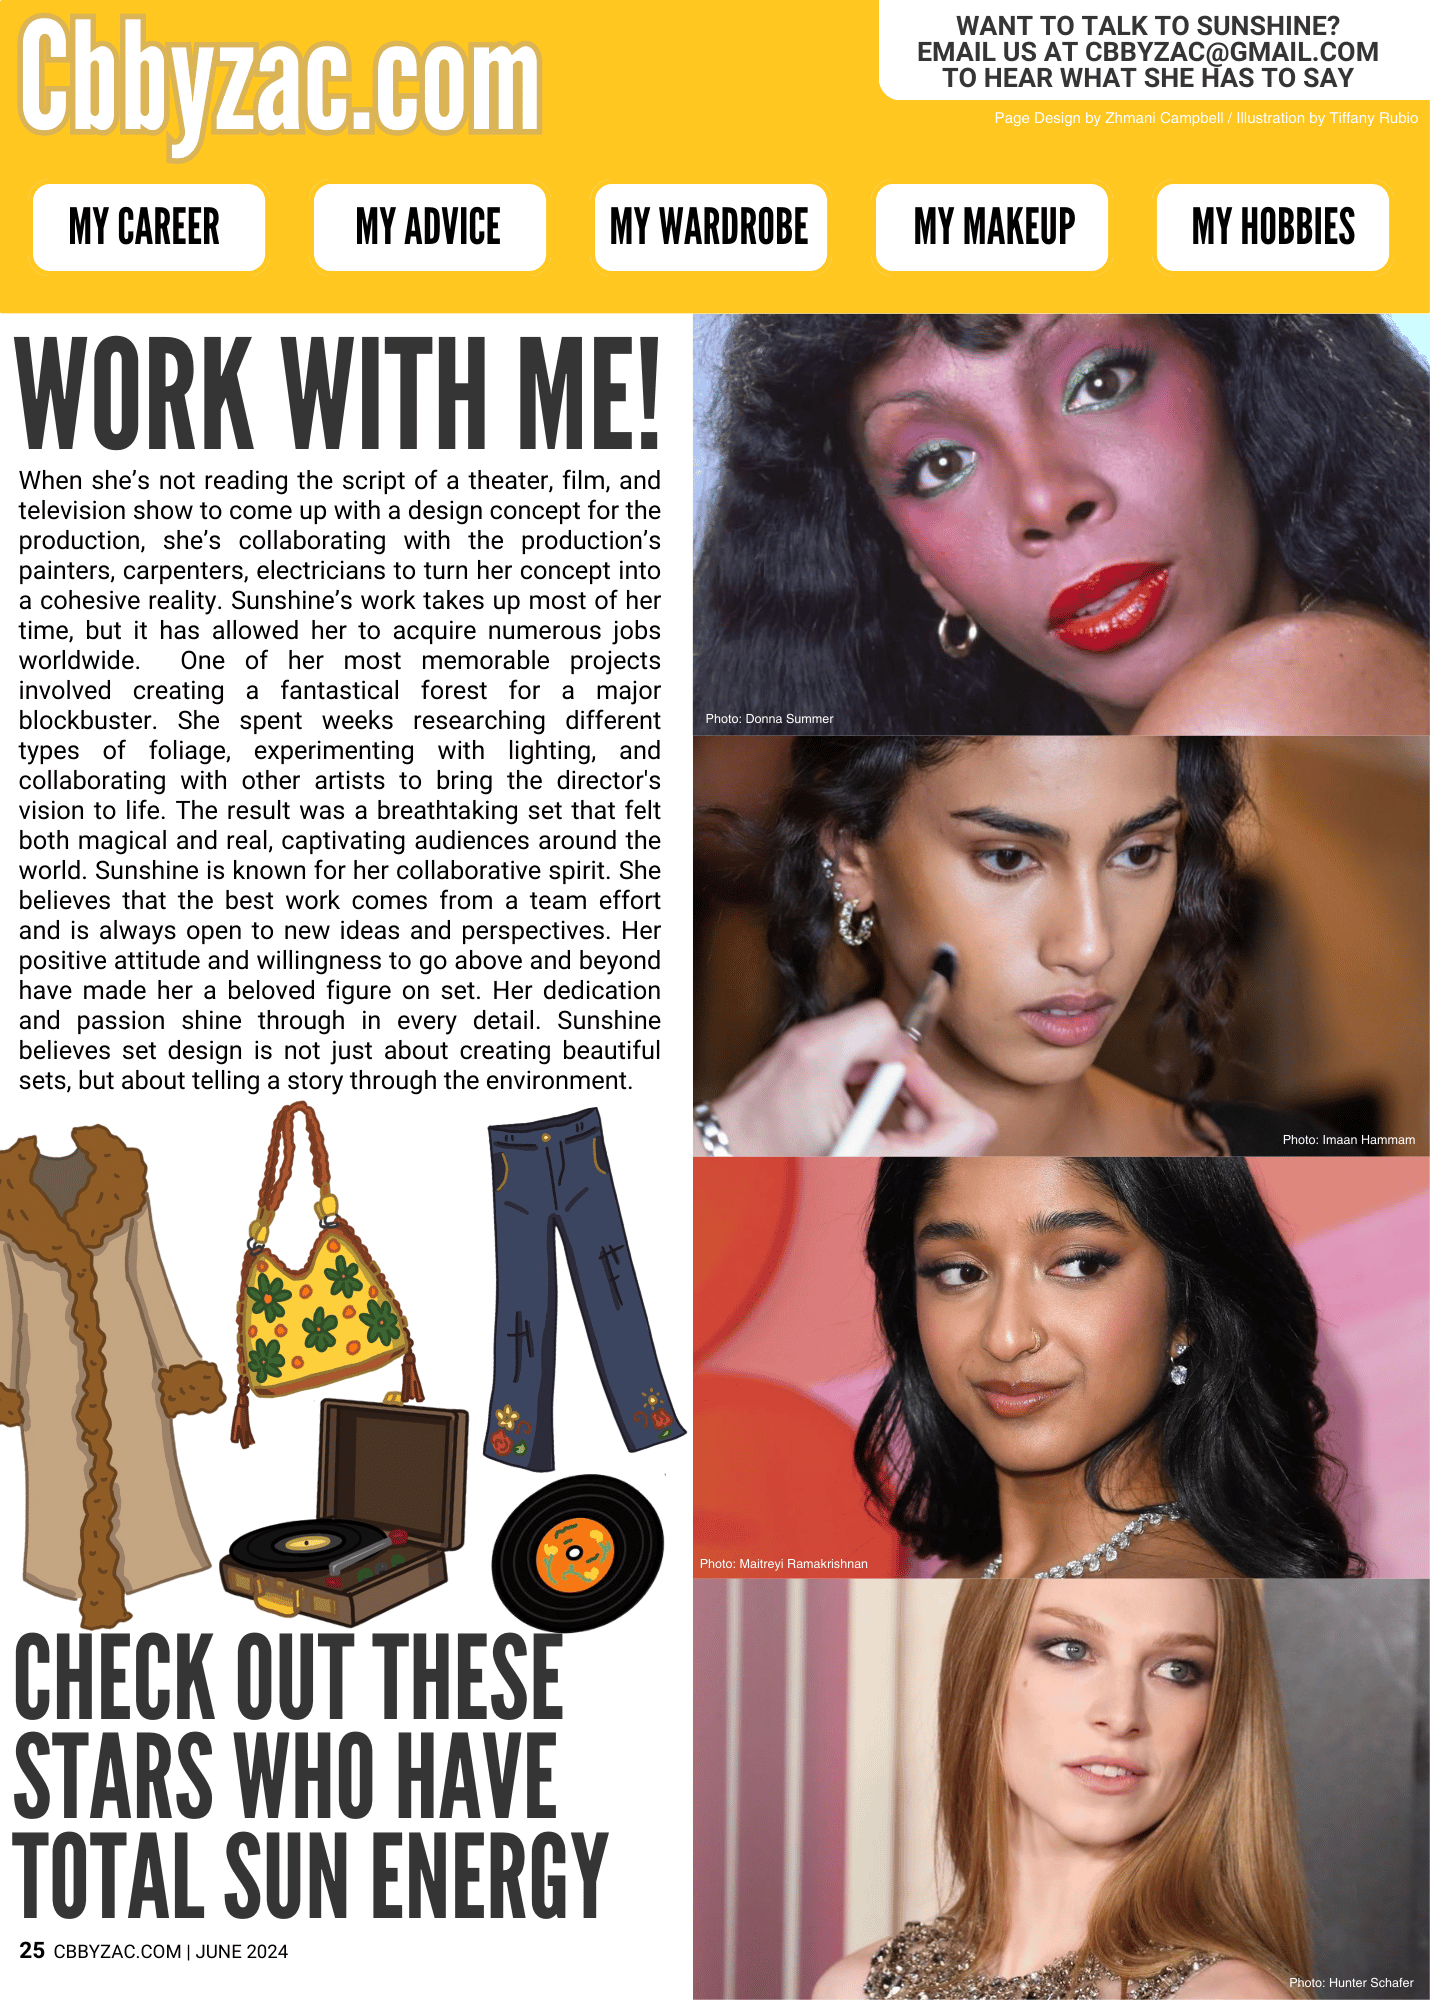 Cbbyzac.com
WANT TO TALK TO SUNSHINE?
EMAIL US AT CBBYZAC@GMAIL.COM
TO HEAR WHAT SHE HAS TO SAY
Page Design by Zhmani Campbell / Illustration by Tiffany Rubio
MY CAREER
MY ADVICE
MY WARDROBE
MY MAKEUP
MY HOBBIES
WORK WITH ME!
When she’s not reading the script of a theater, film, and
television show to come up with a design concept for the
production, she’s collaborating with the production’s
painters, carpenters, electricians to turn her concept into
a cohesive reality. Sunshine’s work takes up most of her
time, but it has allowed her to acquire numerous jobs
worldwide. One of her most memorable projects
involved creating a fantastical forest for a major
blockbuster. She spent weeks researching different
types of foliage, experimenting with lighting, and
collaborating with other artists to bring the director's
vision to life. The result was a breathtaking set that felt
both magical and real, captivating audiences around the
world. Sunshine is known for her collaborative spirit. She
believes that the best work comes from a team effort
and is always open to new ideas and perspectives. Her
positive attitude and willingness to go above and beyond
have made her a beloved figure on set. Her dedication
and passion shine through in every detail. Sunshine
believes set design is not just about creating beautiful
sets, but about telling a story through the environment.
CHECK OUT THESE
STARS WHO HAVE
TOTAL SUN ENERGY
25 CBBYZAC.COM | JUNE 2024
Photo: Donna Summer
Photo: Imaan Hammam
Photo: Maitreyi Ramakrishnan
Photo: Hunter Schafer